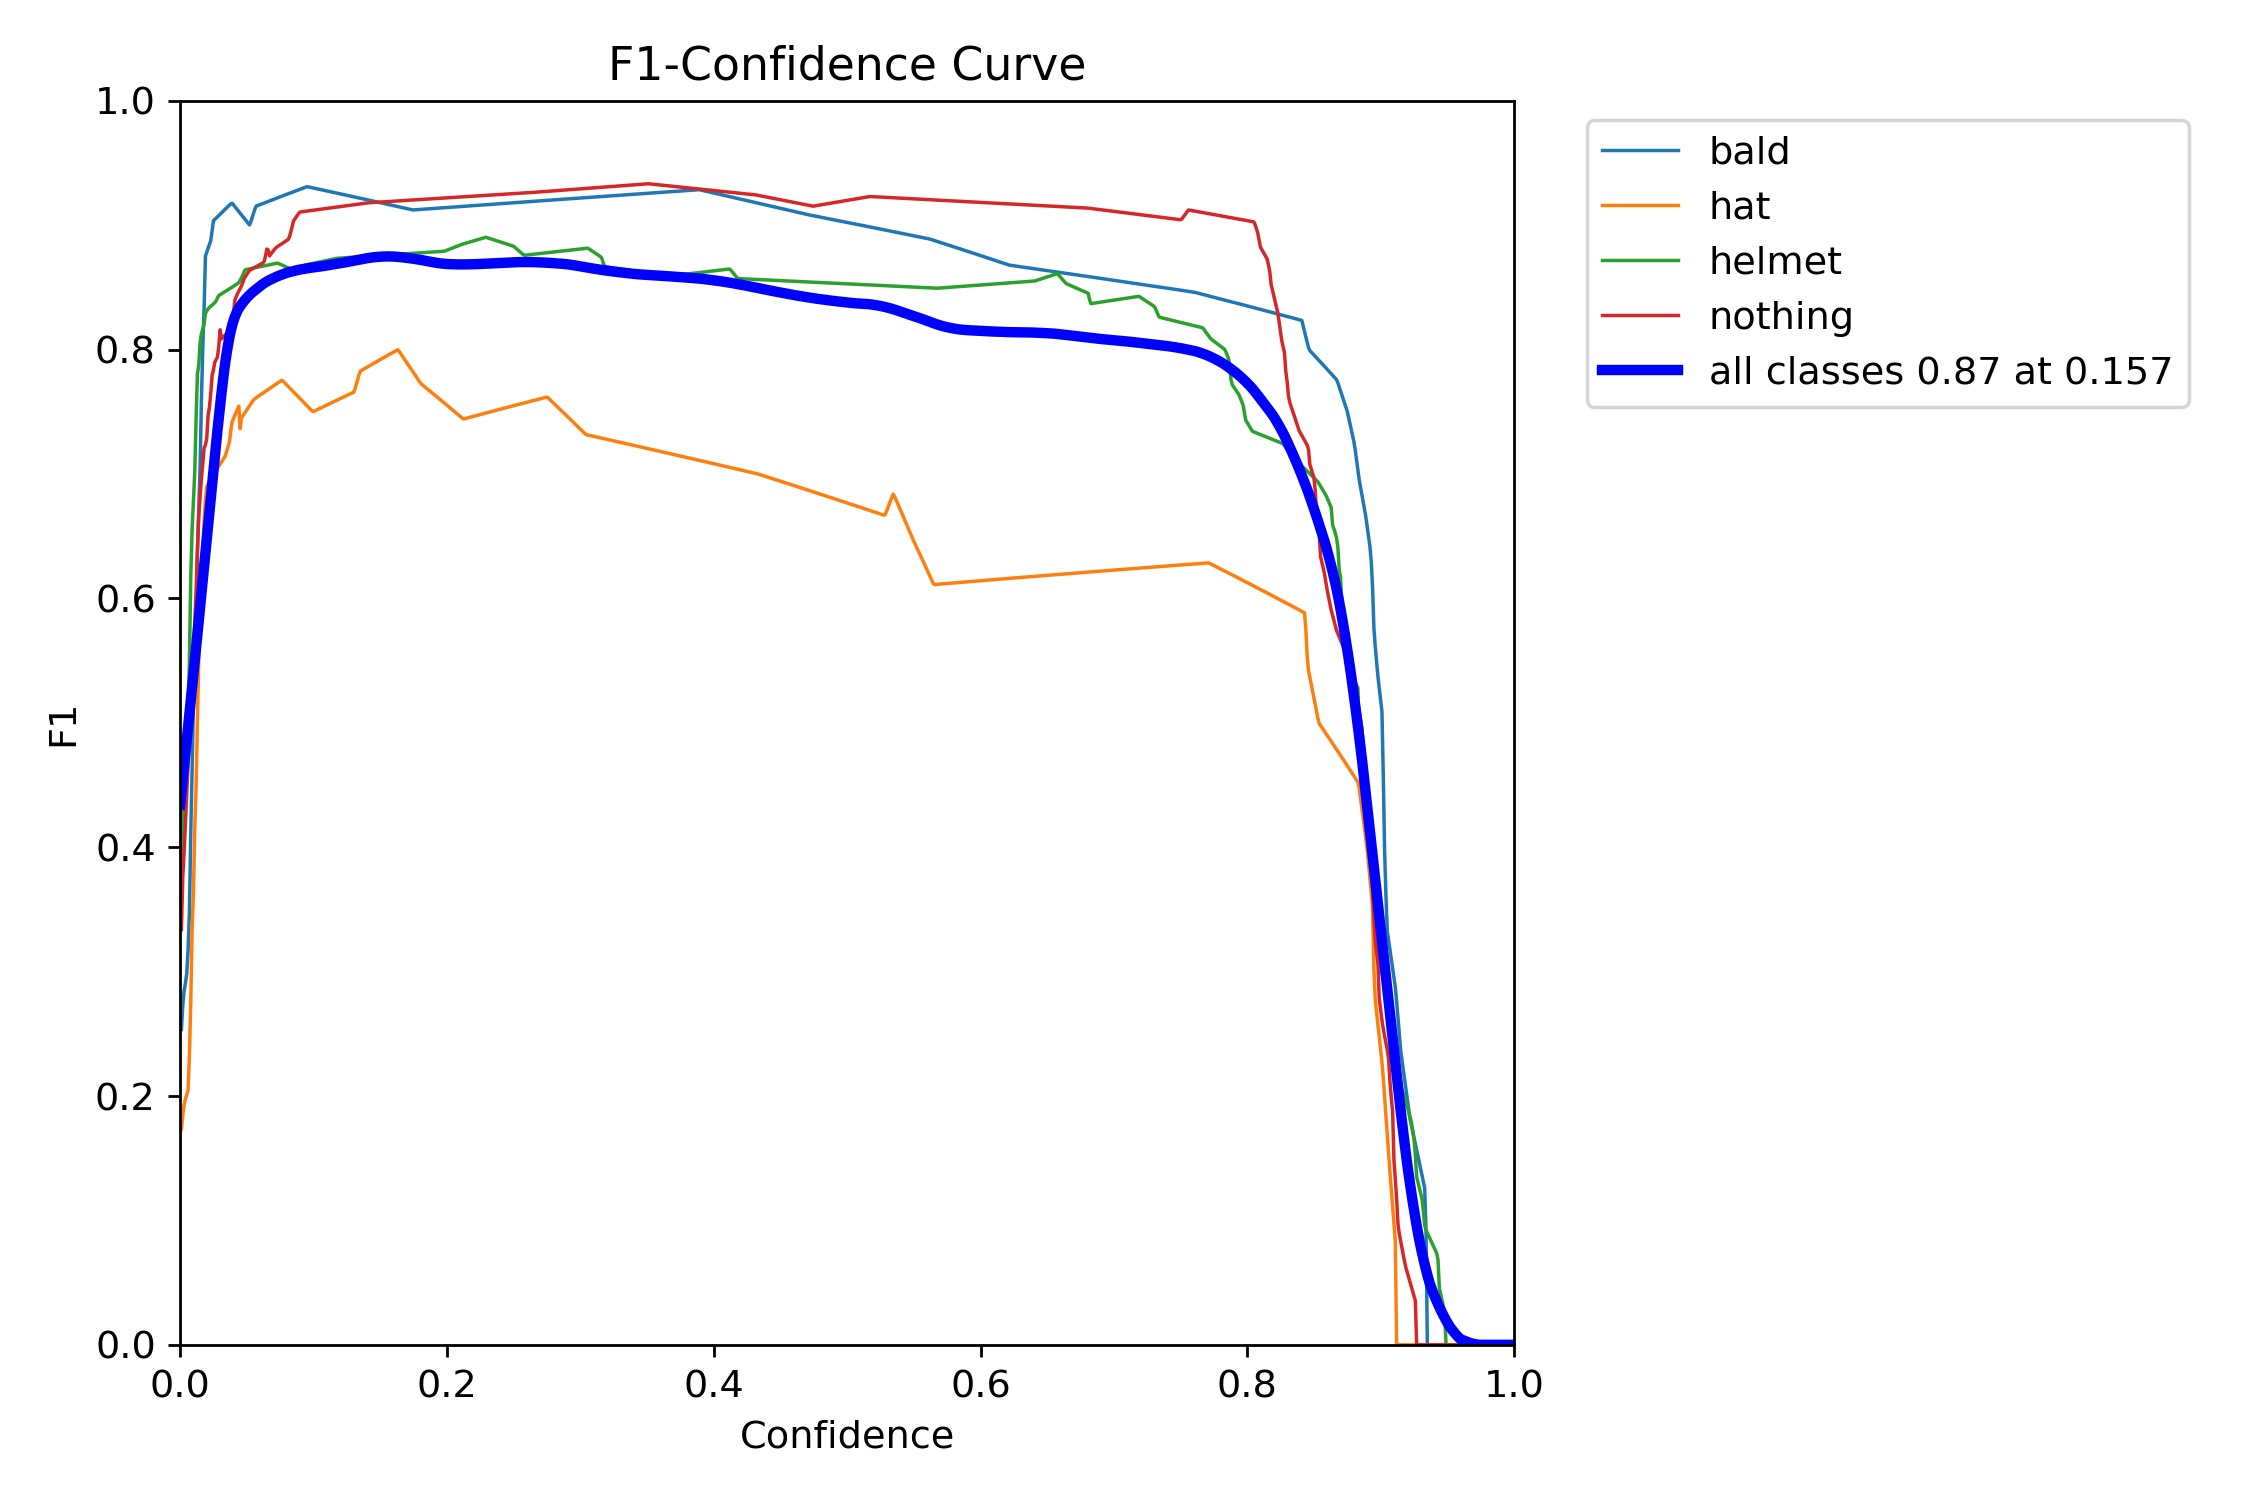 F1-Confidence Curve
1.0
0.8
0.6
0.4
0.2
0.0
F1
0.0 0.2 0.4 0.6 0.8 1.0
Confidence
bald
hat
helmet
nothing
all classes 0.87 at 0.157